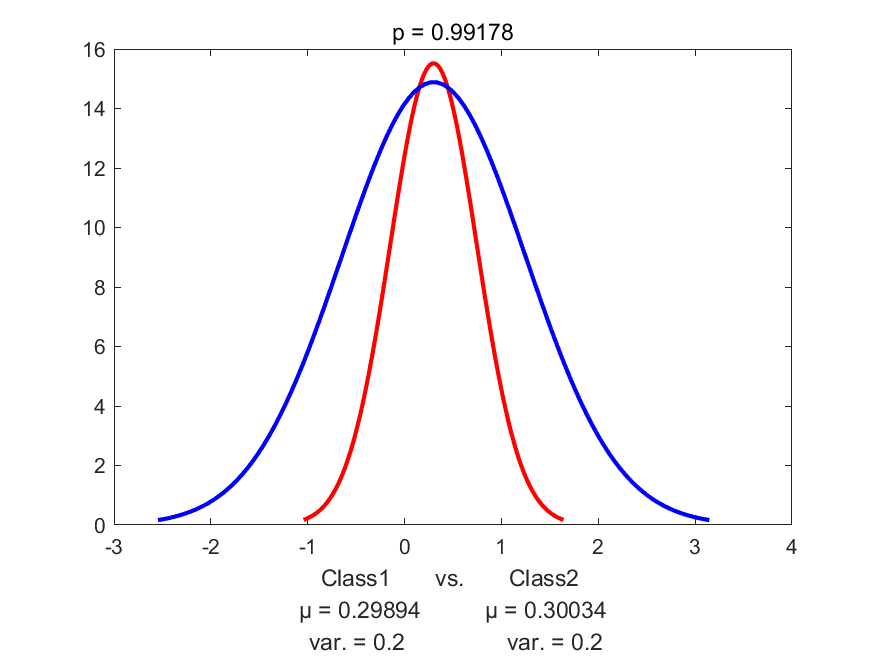 p = 0.99178
16
14
12
10
8
6
4
2
0
-3 -2 -1 0 1 2 3 4
Class1 vs. Class2
μ = 0.29894 μ = 0.30034
var. = 0.2 var. = 0.2